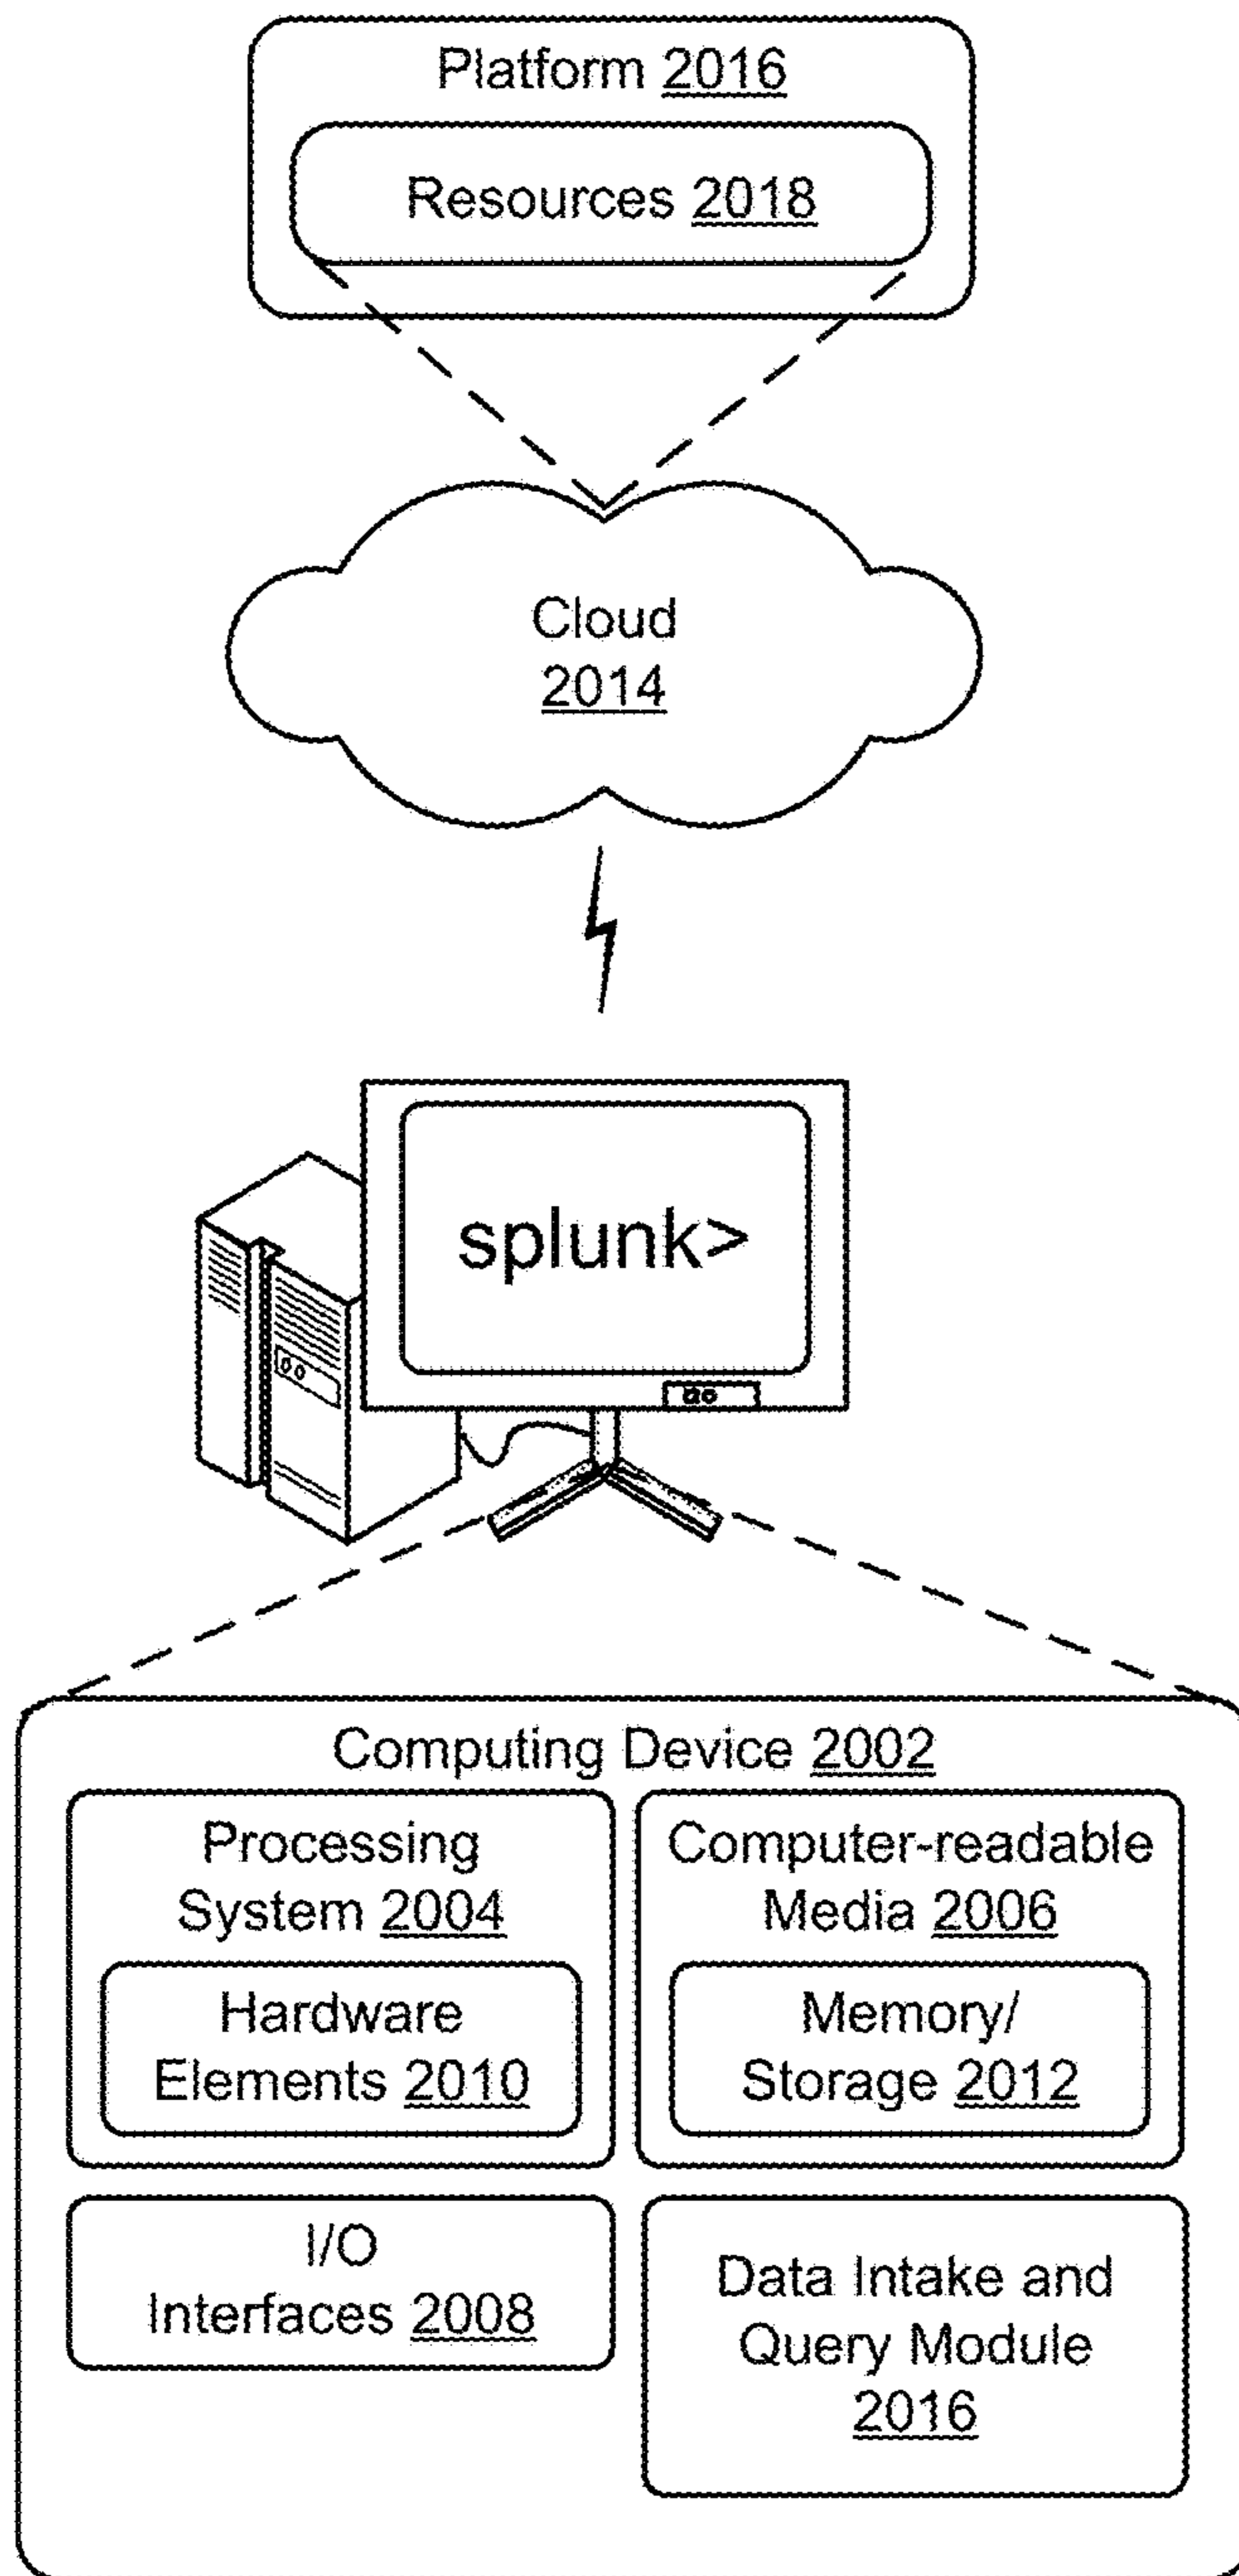 Platform 2016
Resources 2018
Cloud
2014
splunk>
Computing Device 2002
Processing
System 2004
Hardware
Elements 2010
Computer-readable
Media 2006
Memory/
Storage 2012
I/O
Interfaces 2008
Data Intake and
Query Module
2016